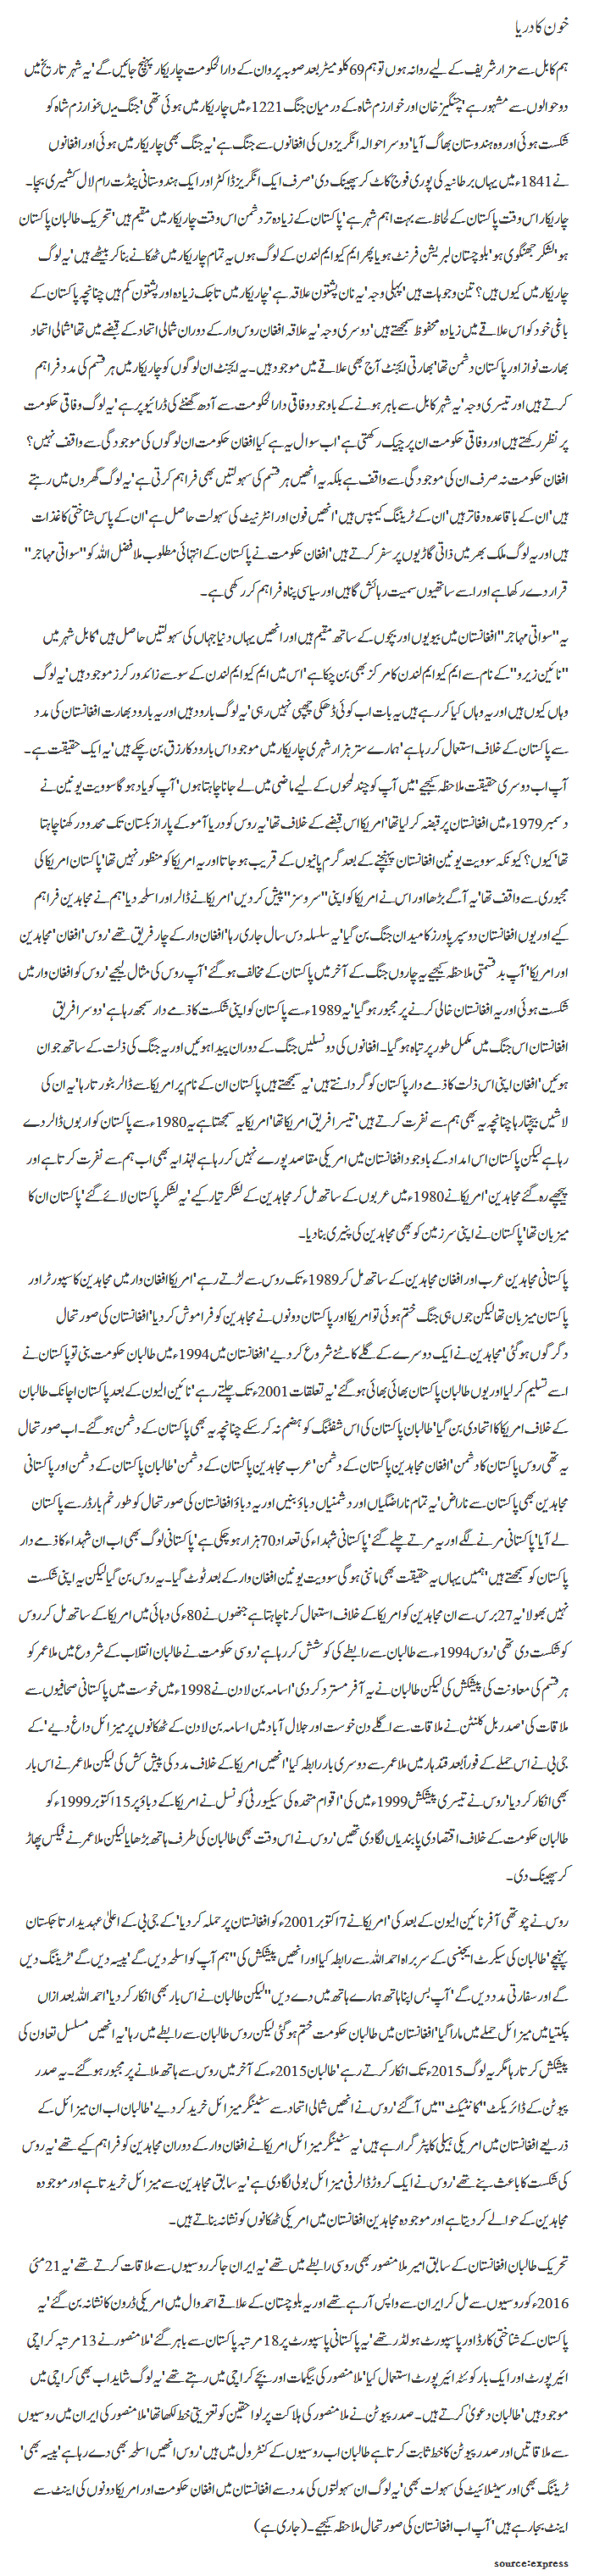 خون کا دریا
ہم کابل سے مزار شریف کے لیے روانہ ہوں تو ہم 69 کلو میٹر بعد صوبہ پروان کے دارالحکومت چاریکار پہنچ جائیں گے' یہ شہر تاریخ میں
دو حوالوں سے مشہور ہے' چنگیز خان اور خوارزم شاہ کے درمیان جنگ 1221ء میں چاریکار میں ہوئی تھی' جنگ میں خوارزم شاہ کو
شکست ہوئی اور وہ ہندوستان بھاگ آیا' دوسرا حوالہ انگریزوں کی افغانوں سے جنگ ہے' یہ جنگ بھی چاریکار میں ہوئی اور افغانوں
نے 1841ء میں یہاں برطانیہ کی پوری فوج کاٹ کر پھینک دی' صرف ایک انگریز ڈاکٹر اور ایک ہندوستانی پنڈت رام لال کشمیری بچا۔
چاریکار اس وقت پاکستان کے لحاظ سے بہت اہم شہر ہے' پاکستان کے زیادہ تر دشمن اس وقت چاریکار میں مقیم ہیں' تحریک طالبان پاکستان
ہو' لشکر جھنگوی ہو' بلوچستان لبریشن فرنٹ ہو یا پھر ایم کیو ایم لندن کے لوگ ہوں یہ تمام چاریکار میں ٹھکانے بنا کر بیٹھے ہیں' یہ لوگ
چاریکار میں کیوں ہیں؟ تین وجوہات ہیں' پہلی وجہ' یہ نان پشتون علاقہ ہے' چاریکار میں تاجک زیادہ اور پشتون کم ہیں چنانچہ پاکستان کے
باغی خود کو اس علاقے میں زیادہ محفوظ سمجھتے ہیں' دوسری وجہ' یہ علاقہ افغان روس وار کے دوران شمالی اتحاد کے قبضے میں تھا' شمالی اتحاد
بھارت نواز اور پاکستان دشمن تھا' بھارتی ایجنٹ آج بھی علاقے میں موجود ہیں۔ یہ ایجنٹ ان لوگوں کو چاریکار میں ہر قسم کی مدد فراہم
کرتے ہیں اور تیسری وجہ' یہ شہر کابل سے باہر ہونے کے باوجود وفاقی دارالحکومت سے آدھ گھنٹے کی ڈرائیو پر ہے' یہ لوگ وفاقی حکومت
پر نظر رکھتے ہیں اور وفاقی حکومت ان پر چیک رکھتی ہے' اب سوال یہ ہے کیا افغان حکومت ان لوگوں کی موجودگی سے واقف نہیں؟
افغان حکومت نہ صرف ان کی موجودگی سے واقف ہے بلکہ یہ انھیں ہر قسم کی سہولتیں بھی فراہم کرتی ہے' یہ لوگ گھروں میں رہتے
ہیں' ان کے باقاعدہ دفاتر ہیں' ان کے ٹریننگ کیمپس ہیں' انھیں فون اور انٹرنیٹ کی سہولت حاصل ہے' ان کے پاس شناختی کاغذات
ہیں اور یہ لوگ ملک بھر میں ذاتی گاڑیوں پر سفر کرتے ہیں' افغان حکومت نے پاکستان کے انتہائی مطلوب ملا فضل اللہ کو "سواتی مہاجر"
قرار دے رکھا ہے اور اسے ساتھیوں سمیت رہائش گاہیں اور سیاسی پناہ فراہم کر رکھی ہے۔
یہ "سواتی مہاجر" افغانستان میں بیویوں اور بچوں کے ساتھ مقیم ہیں اور انھیں یہاں دنیا جہاں کی سہولتیں حاصل ہیں' کابل شہر میں
"نائین زیرو" کے نام سے ایم کیو ایم لندن کا مرکز بھی بن چکا ہے' اس میں ایم کیو ایم لندن کے سو سے زائد ورکرز موجود ہیں' یہ لوگ
وہاں کیوں ہیں اور یہ وہاں کیا کر رہے ہیں یہ بات اب کوئی ڈھکی چھپی نہیں رہی' یہ لوگ بارود ہیں اور یہ بارود بھارت افغانستان کی مدد
سے پاکستان کے خلاف استعمال کر رہا ہے' ہمارے ستر ہزار شہری چاریکار میں موجود اس بارود کا رزق بن چکے ہیں' یہ ایک حقیقت ہے۔
آپ اب دوسری حقیقت ملاحظہ کیجیے' میں آپ کو چند لمحوں کے لیے ماضی میں لے جانا چاہتا ہوں' آپ کو یاد ہو گا سوویت یونین نے
دسمبر 1979ء میں افغانستان پر قبضہ کر لیا تھا' امریکا اس قبضے کے خلاف تھا' یہ روس کو دریا آمو کے پار ازبکستان تک محدود رکھنا چاہتا
تھا' کیوں؟ کیونکہ سوویت یونین افغانستان پہنچنے کے بعد گرم پانیوں کے قریب ہو جاتا اور یہ امریکا کو منظور نہیں تھا' پاکستان امریکا کی
مجبوری سے واقف تھا' یہ آگے بڑھا اور اس نے امریکا کو اپنی "سروسز" پیش کر دیں' امریکا نے ڈالر اور اسلحہ دیا' ہم نے مجاہدین فراہم
کیے اور یوں افغانستان دو سپر پاورز کا میدان جنگ بن گیا' یہ سلسلہ دس سال جاری رہا' افغان وار کے چار فریق تھے' روس' افغان' مجاہدین
اور امریکا' آپ بدقسمتی ملاحظہ کیجیے یہ چاروں جنگ کے آخر میں پاکستان کے مخالف ہو گئے' آپ روس کی مثال لیجیے' روس کو افغان وار میں
شکست ہوئی اور یہ افغانستان خالی کرنے پر مجبور ہو گیا' یہ 1989ء سے پاکستان کو اپنی شکست کا ذمے دار سمجھ رہا ہے' دوسرا فریق
افغانستان اس جنگ میں مکمل طور پر تباہ ہو گیا۔ افغانوں کی دو نسلیں جنگ کے دوران پیدا ہوئیں اور یہ جنگ کی ذلت کے ساتھ جوان
ہوئیں' افغان اپنی اس ذلت کا ذمے دار پاکستان کو گردانتے ہیں' یہ سمجھتے ہیں پاکستان ان کے نام پر امریکا سے ڈالر بٹورتا رہا' یہ ان کی
لاشیں بیچتا رہا چنانچہ یہ بھی ہم سے نفرت کرتے ہیں' تیسرا فریق امریکا تھا' امریکا یہ سمجھتا ہے یہ 1980ء سے پاکستان کو اربوں ڈالر دے
رہا ہے لیکن پاکستان اس امداد کے باوجود افغانستان میں امریکی مقاصد پورے نہیں کر رہا ہے لہٰذا یہ بھی اب ہم سے نفرت کرتا ہے اور
پیچھے رہ گئے مجاہدین' امریکا نے 1980ء میں عربوں کے ساتھ مل کر مجاہدین کے لشکر تیار کیے' یہ لشکر پاکستان لائے گئے' پاکستان ان کا
میزبان تھا' پاکستان نے اپنی سرزمین کو بھی مجاہدین کی پنیری بنا دیا۔
پاکستانی مجاہدین عرب اور افغان مجاہدین کے ساتھ مل کر 1989ء تک روس سے لڑتے رہے' امریکا افغان وار میں مجاہدین کا سپورٹر اور
پاکستان میزبان تھا لیکن جوں ہی جنگ ختم ہوئی تو امریکا اور پاکستان دونوں نے مجاہدین کو فراموش کر دیا' افغانستان کی صورتحال
دگرگوں ہو گئی' مجاہدین نے ایک دوسرے کے گلے کاٹنے شروع کر دیے' افغانستان میں 1994ء میں طالبان حکومت بنی تو پاکستان نے
اسے تسلیم کر لیا اور یوں طالبان پاکستان بھائی بھائی ہو گئے' یہ تعلقات 2001ء تک چلتے رہے' نائین الیون کے بعد پاکستان اچانک طالبان
کے خلاف امریکا کا اتحادی بن گیا' طالبان پاکستان کی اس شفٹنگ کو ہضم نہ کر سکے چنانچہ یہ بھی پاکستان کے دشمن ہو گئے۔ اب صورتحال
یہ تھی روس پاکستان کا دشمن' افغان مجاہدین پاکستان کے دشمن' عرب مجاہدین پاکستان کے دشمن' طالبان پاکستان کے دشمن اور پاکستانی
مجاہدین بھی پاکستان سے ناراض' یہ تمام ناراضگیاں اور دشمنیاں دباؤ بنیں اور یہ دباؤ افغانستان کی صورتحال کو طورخم بارڈر سے پاکستان
لے آیا' پاکستانی مرنے لگے اور یہ مرتے چلے گئے' پاکستانی شہداء کی تعداد 70 ہزار ہو چکی ہے' پاکستانی لوگ بھی اب ان شہداء کا ذمے دار
پاکستان کو سمجھتے ہیں' ہمیں یہاں یہ حقیقت بھی ماننی ہو گی سوویت یونین افغان وار کے بعد ٹوٹ گیا۔ یہ روس بن گیا لیکن یہ اپنی شکست
نہیں بھولا' یہ 27 برس سے ان مجاہدین کو امریکا کے خلاف استعمال کرنا چاہتا ہے جنھوں نے 80ء کی دہائی میں امریکا کے ساتھ مل کر روس
کو شکست دی تھی' روس 1994ء سے طالبان سے رابطے کی کوشش کر رہا ہے' روسی حکومت نے طالبان انقلاب کے شروع میں ملا عمر کو
ہر قسم کی معاونت کی پیشکش کی لیکن طالبان نے یہ آفر مسترد کر دی' اسامہ بن لادن نے 1998ء میں خوست میں پاکستانی صحافیوں سے
ملاقات کی' صدر بل کلنٹن نے ملاقات سے اگلے دن خوست اور جلال آباد میں اسامہ بن لادن کے ٹھکانوں پر میزائل داغ دیے' کے
جی بی نے اس حملے کے فوراً بعد قندہار میں ملا عمر سے دوسری بار رابطہ کیا' انھیں امریکا کے خلاف مدد کی پیش کش کی لیکن ملا عمر نے اس بار
بھی انکار کر دیا' روس نے تیسری پیشکش 1999ء میں کی' اقوام متحدہ کی سیکیورٹی کونسل نے امریکا کے دباؤ پر 15 اکتوبر 1999ء کو
طالبان حکومت کے خلاف اقتصادی پابندیاں لگا دی تھیں' روس نے اس وقت بھی طالبان کی طرف ہاتھ بڑھایا لیکن ملا عمر نے فیکس پھاڑ
کر پھینک دی۔
روس نے چوتھی آفر نائین الیون کے بعد کی' امریکا نے 7 اکتوبر 2001ء کو افغانستان پر حملہ کر دیا' کے جی بی کے اعلیٰ عہدیدار تاجکستان
پہنچے' طالبان کی سیکرٹ ایجنسی کے سربراہ احمد اللہ سے رابطہ کیا اور انھیں پیشکش کی "ہم آپ کو اسلحہ دیں گے' پیسہ دیں گے' ٹریننگ دیں
گے اور سفارتی مدد دیں گے' آپ بس اپنا ہاتھ ہمارے ہاتھ میں دے دیں" لیکن طالبان نے اس بار بھی انکار کر دیا' احمد اللہ بعد ازاں
پکتیا میں میزائل حملے میں مارا گیا' افغانستان میں طالبان حکومت ختم ہو گئی لیکن روس طالبان سے رابطے میں رہا' یہ انھیں مسلسل تعاون کی
پیشکش کرتا رہا مگر یہ لوگ 2015ء تک انکار کرتے رہے' طالبان 2015ء کے آخر میں روس سے ہاتھ ملانے پر مجبور ہو گئے۔ یہ صدر
پیوٹن کے ڈائریکٹ "کانٹیکٹ" میں آ گئے' روس نے انھیں شمالی اتحاد سے سٹینگر میزائل خرید کر دیے' طالبان اب ان میزائل کے
ذریعے افغانستان میں امریکی ہیلی کاپٹر گرا رہے ہیں' یہ سٹینگر میزائل امریکا نے افغان وار کے دوران مجاہدین کو فراہم کیے تھے' یہ روس
کی شکست کا باعث بنے تھے' روس نے ایک کروڑ ڈالر فی میزائل بولی لگا دی ہے' یہ سابق مجاہدین سے میزائل خریدتا ہے اور موجودہ
مجاہدین کے حوالے کر دیتا ہے اور موجودہ مجاہدین افغانستان میں امریکی ٹھکانوں کو نشانہ بناتے ہیں۔
تحریک طالبان افغانستان کے سابق امیر ملا منصور بھی روسی رابطے میں تھے' یہ ایران جا کر روسیوں سے ملاقات کرتے تھے' یہ 21 مئی
2016ء کو روسیوں سے مل کر ایران سے واپس آ رہے تھے اور یہ بلوچستان کے علاقے احمد وال میں امریکی ڈرون کا نشانہ بن گئے' یہ
پاکستان کے شناختی کارڈ اور پاسپورٹ ہولڈر تھے' یہ پاکستانی پاسپورٹ پر 18 مرتبہ پاکستان سے باہر گئے' ملا منصور نے 13 مرتبہ کراچی
ائیرپورٹ اور ایک بار کوئٹہ ائیرپورٹ استعمال کیا' ملا منصور کی بیگمات اور بچے کراچی میں رہتے تھے' یہ لوگ شاید اب بھی کراچی میں
موجود ہیں' طالبان دعویٰ کرتے ہیں۔ صدر پیوٹن نے ملا منصور کی ہلاکت پر لواحقین کو تعزیتی خط لکھا تھا' ملا منصور کی ایران میں روسیوں
سے ملاقاتیں اور صدر پیوٹن کا خط ثابت کرتا ہے طالبان اب روسیوں کے کنٹرول میں ہیں' روس انھیں اسلحہ بھی دے رہا ہے' پیسہ بھی'
ٹریننگ بھی اور سیٹلائیٹ کی سہولت بھی' یہ لوگ ان سہولتوں کی مدد سے افغانستان میں افغان حکومت اور امریکا دونوں کی اینٹ سے
اینٹ بجا رہے ہیں' آپ اب افغانستان کی صورتحال ملاحظہ کیجیے۔ (جاری ہے)
source:express